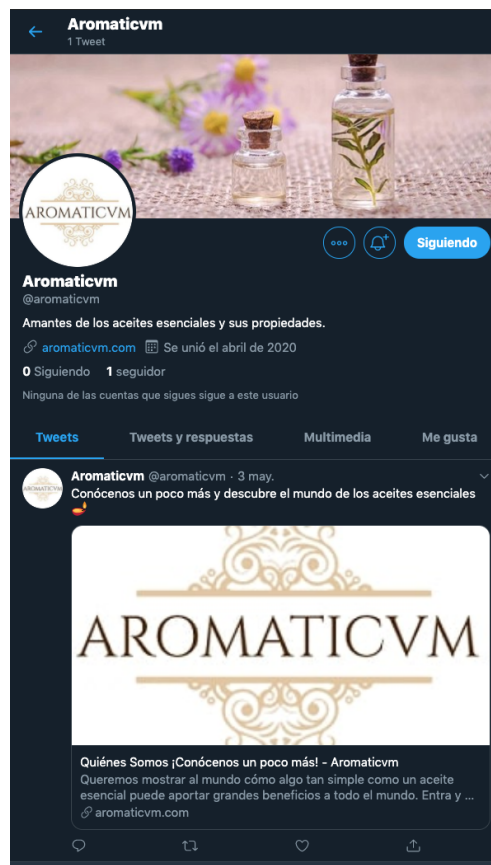 Aromaticvm
1 Tweet
AROMATICVM
Siguiendo
Aromaticvm
@aromaticvm
Amantes de los aceites esenciales y sus propiedades.
aromaticvm.com Se unió el abril de 2020
0 Siguiendo 1 seguidor
Ninguna de las cuentas que sigues sigue a este usuario
Tweets Tweets y respuestas Multimedia Me gusta
AROMATICVM
Aromaticvm @aromaticvm · 3 may.
Conócenos un poco más y descubre el mundo de los aceites esenciales
AROMATICVM
Quiénes Somos ¡Conócenos un poco más! - Aromaticvm
Queremos mostrar al mundo cómo algo tan simple como un aceite
esencial puede aportar grandes beneficios a todo el mundo. Entra y ...
aromaticvm.com